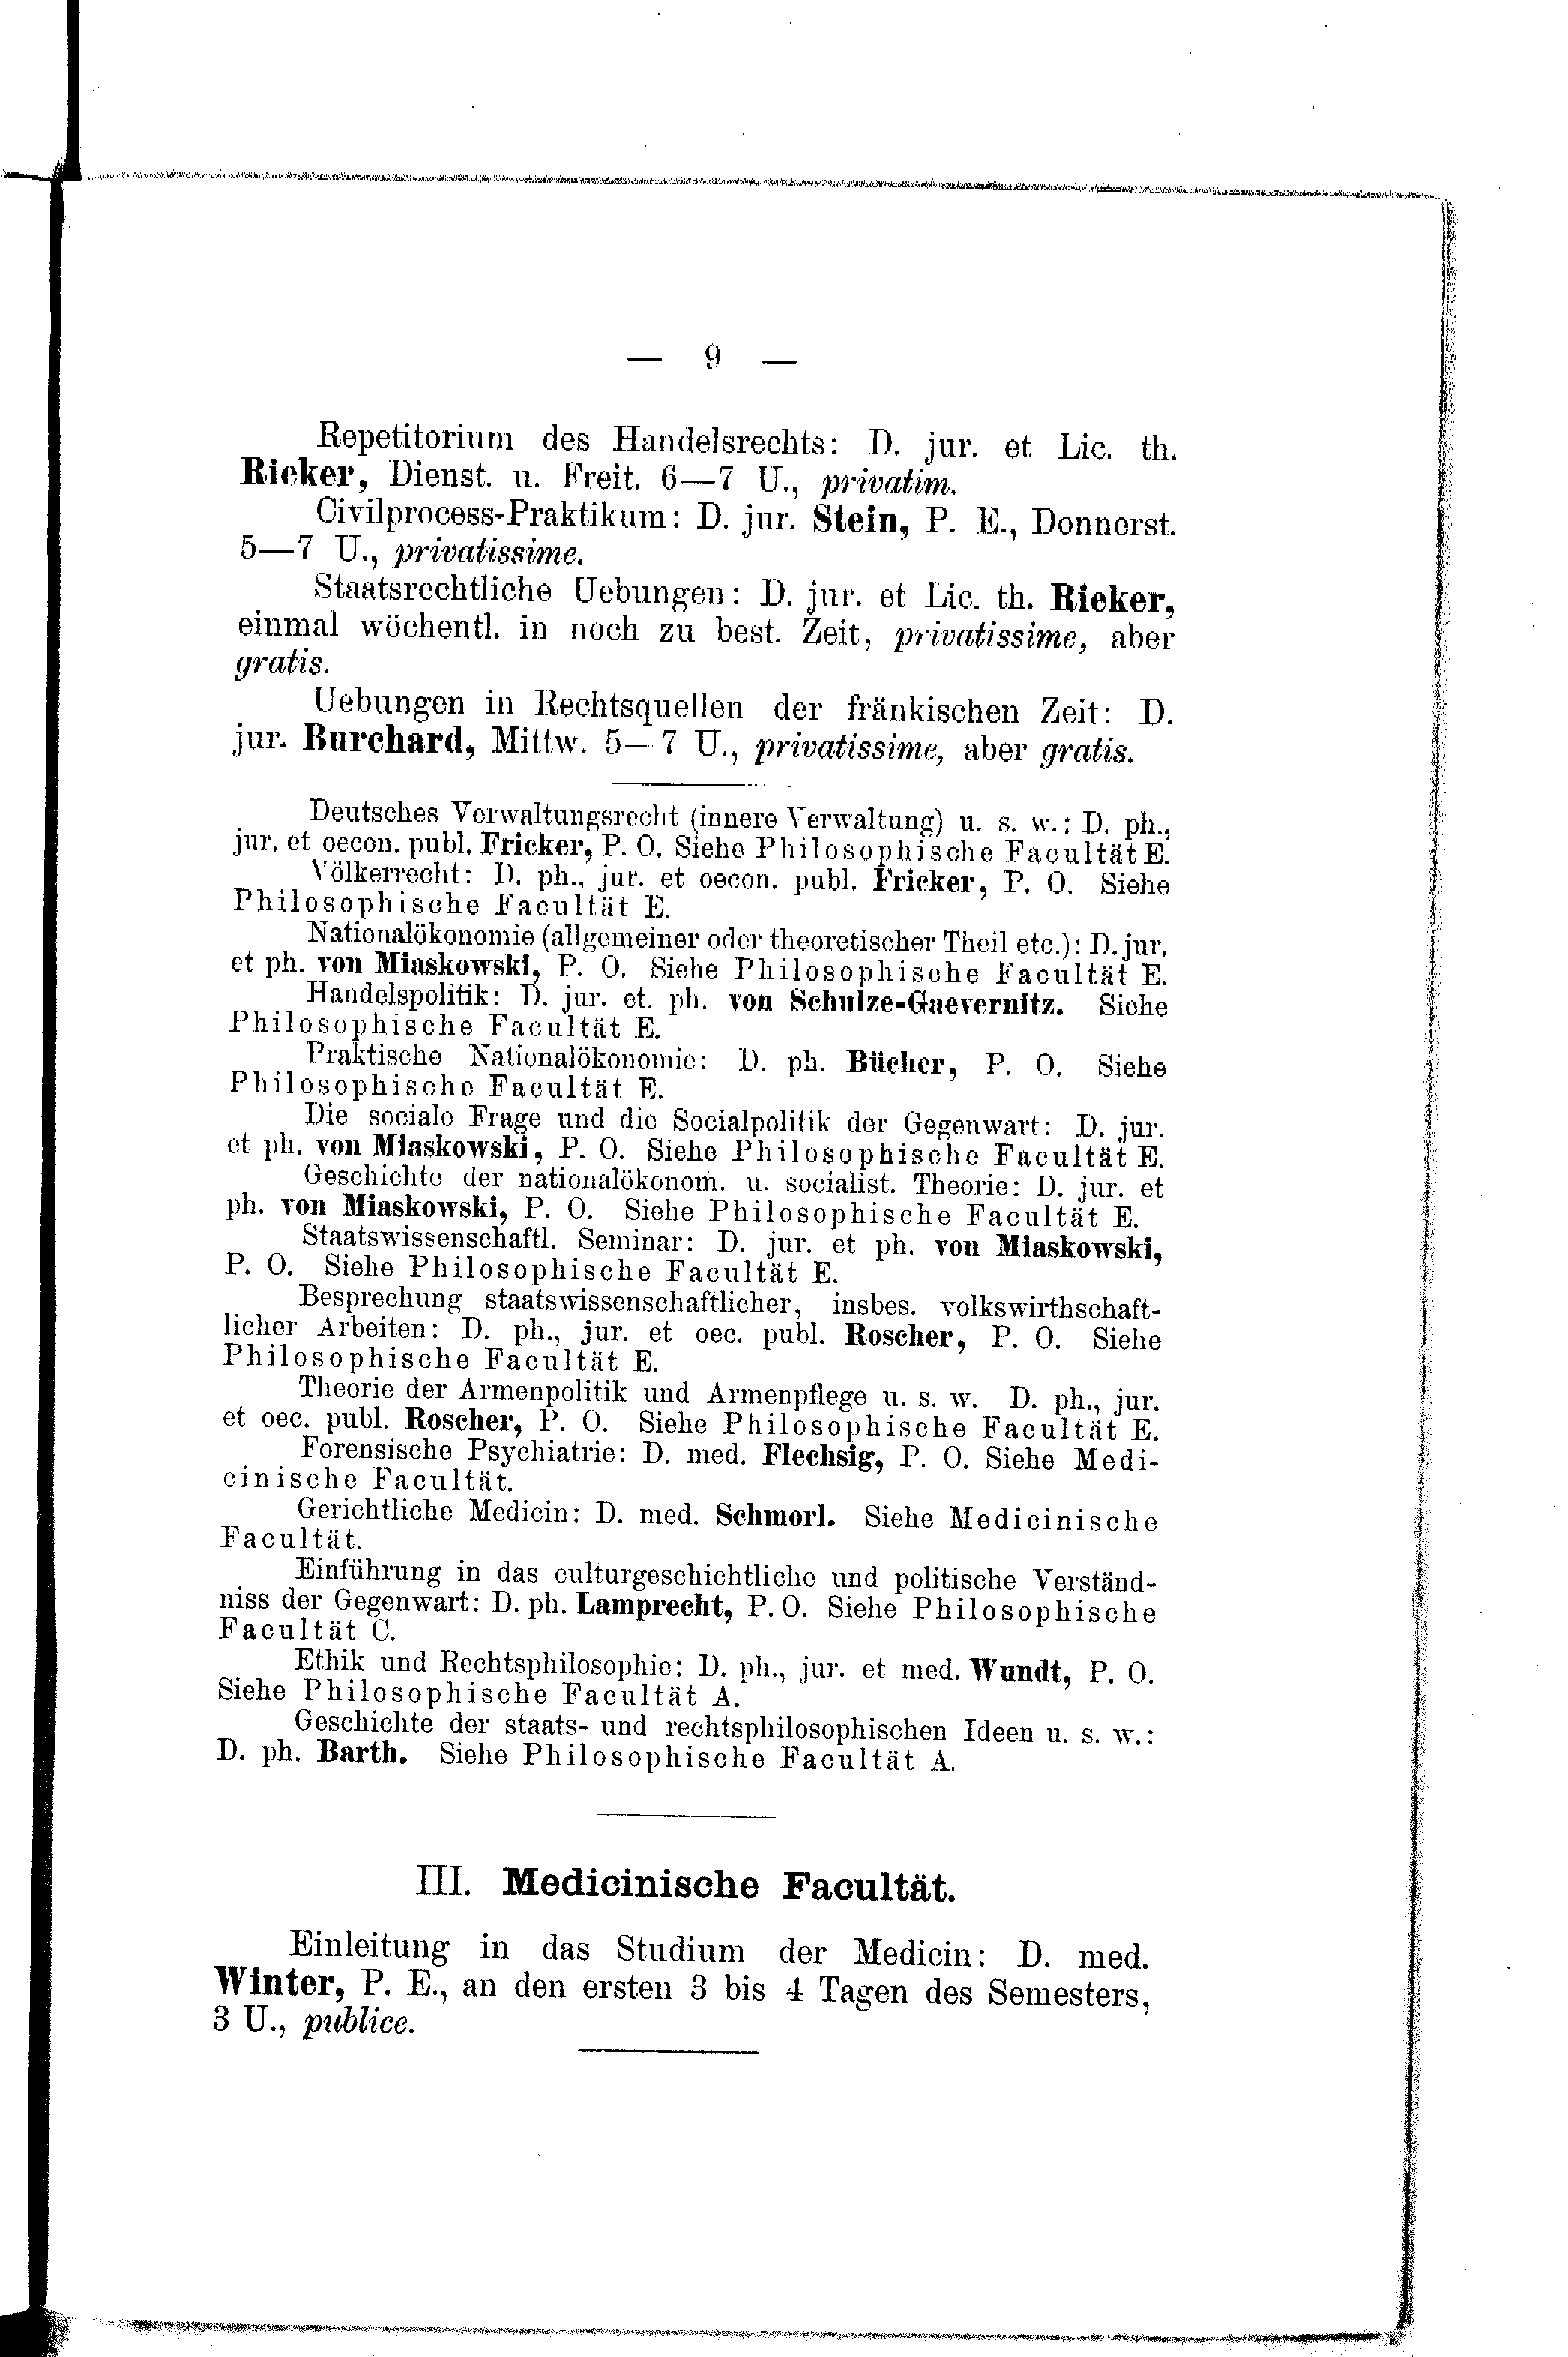 — 9 —
Repetitorium des Handelsrechts: D. jur. et Lic. th.
Rieker, Dienst. u. Freit. 6—7 U., privatim.
Civilprocess-Praktikum: D. jur. Stein, P. E., Donnerst.
5—7 U., privatissime.
Staatsrechtliche Uebungen: D. jur. et Lic. th. Rieker,
einmal wöchentl. in noch zu best. Zeit, privatissime, aber
gratis.
Uebungen in Rechtsquellen der fränkischen Zeit: D.
jur. Burchard, Mittw. 5—7 U., privatissime, aber gratis.
Deutsches Verwaltungsrecht (innere Verwaltung) u. s. w.: D. ph.,
jur. et oecon. publ. Fricker, P. O. Siehe Philosophische Facultät E.
Völkerrecht: D. ph., jur. et oecon. publ. Fricker, P. O. Siehe
Philosophische Facultät E.
Nationalökonomie (allgemeiner oder theoretischer Theil etc.): D. jur.
et ph. von Miaskowski, P. O. Siehe Philosophische Facultät E.
Handelspolitik: D. jur. et. ph. von Schulze-Gaevernitz. Siehe
Philosophische Facultät E.
Praktische Nationalökonomie: D. ph. Bücher, P. O. Siehe
Philosophische Facultät E.
Die sociale Frage und die Socialpolitik der Gegenwart: D. jur.
et ph. von Miaskowski, P. O. Siehe Philosophische Facultät E.
Geschichte der nationalökonom. u. socialist. Theorie: D. jur. et
ph. von Miaskowski, P. O. Siehe Philosophische Facultät E.
Staatswissenschaftl. Seminar: D. jur. et ph. von Miaskowski,
P. O. Siehe Philosophische Facultät E.
Besprechung staatswissenschaftlicher, insbes. volkswirthschaft-
licher Arbeiten: D. ph., jur. et oec. publ. Roscher, P. O. Siehe
Philosophische Facultät E.
Theorie der Armenpolitik und Armenpflege u. s. w. D. ph., jur.
et oec. publ. Roscher, P. O. Siehe Philosophische Facultät E.
Forensische Psychiatrie: D. med. Flechsig, P. O. Siehe Medi-
cinische Facultät.
Gerichtliche Medicin: D. med. Schmorl. Siehe Medicinische
Facultät.
Einführung in das culturgeschichtliche und politische Verständ-
niss der Gegenwart: D. ph. Lamprecht, P. O. Siehe Philosophische
Facultät C.
Ethik und Rechtsphilosophie: D. ph., jur. et med. Wundt, P. O.
Siehe Philosophische Facultät A.
Geschichte der staats- und rechtsphilosophischen Ideen u. s. w.:
D. ph. Barth. Siehe Philosophische Facultät A.
III. Medicinische Facultät.
Einleitung in das Studium der Medicin: D. med.
Winter, P. E., an den ersten 3 bis 4 Tagen des Semesters,
3 U., publice.